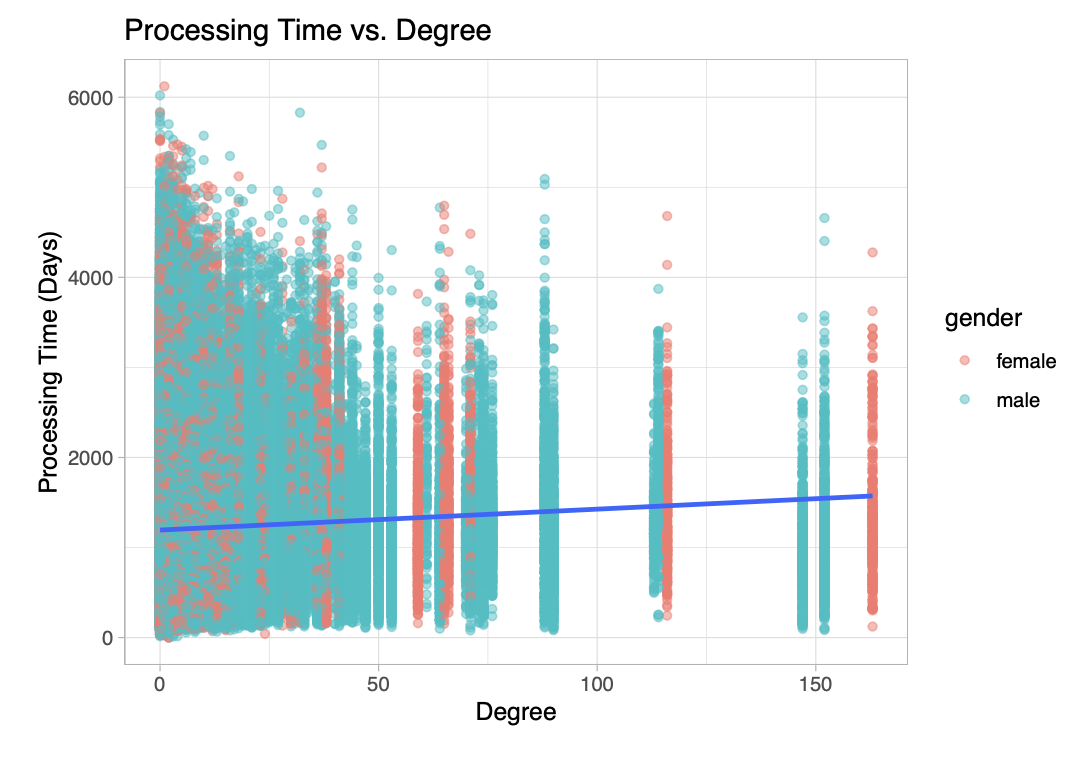 Processing Time vs. Degree
6000
4000
2000
0
Processing Time (Days)
0 50 100 150
Degree
gender
female
male